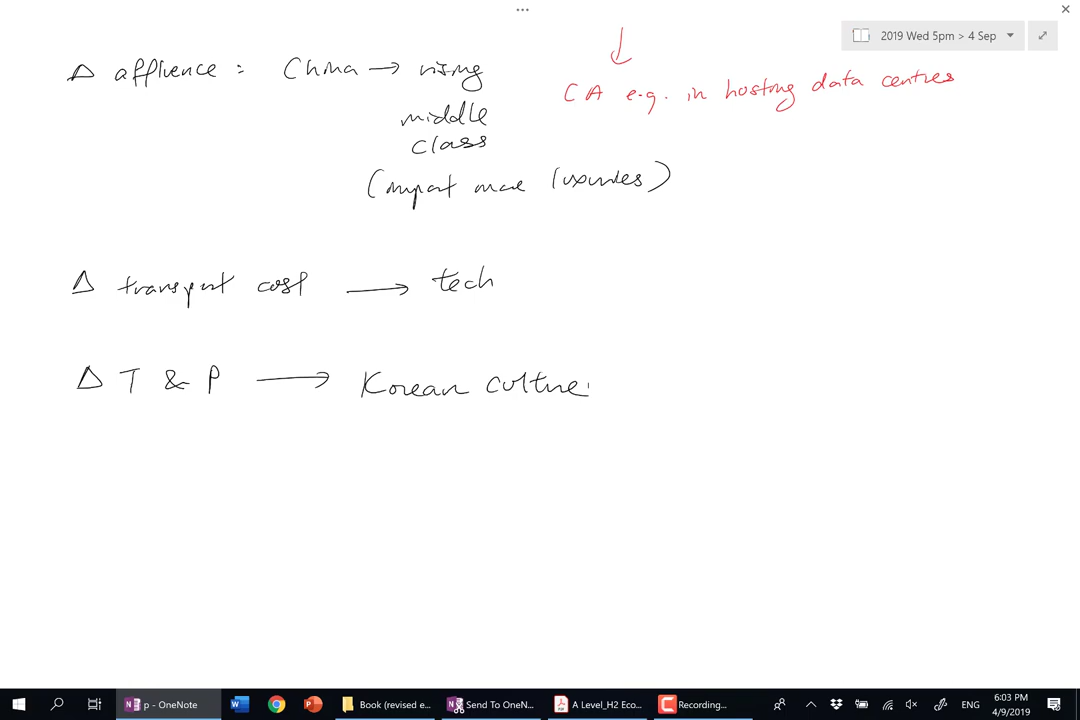 2019 Wed 5pm > 4 Sep
Δ affluence : China → rising
middle
class
(import more luxuries)
CA e.g. in hosting data centres
Δ transport cost → tech
Δ T & P → Korean culture
p - OneNote
Book (revised e...
Send To OneN...
A Level_H2 Eco...
Recording...
ENG
6:03 PM
4/9/2019